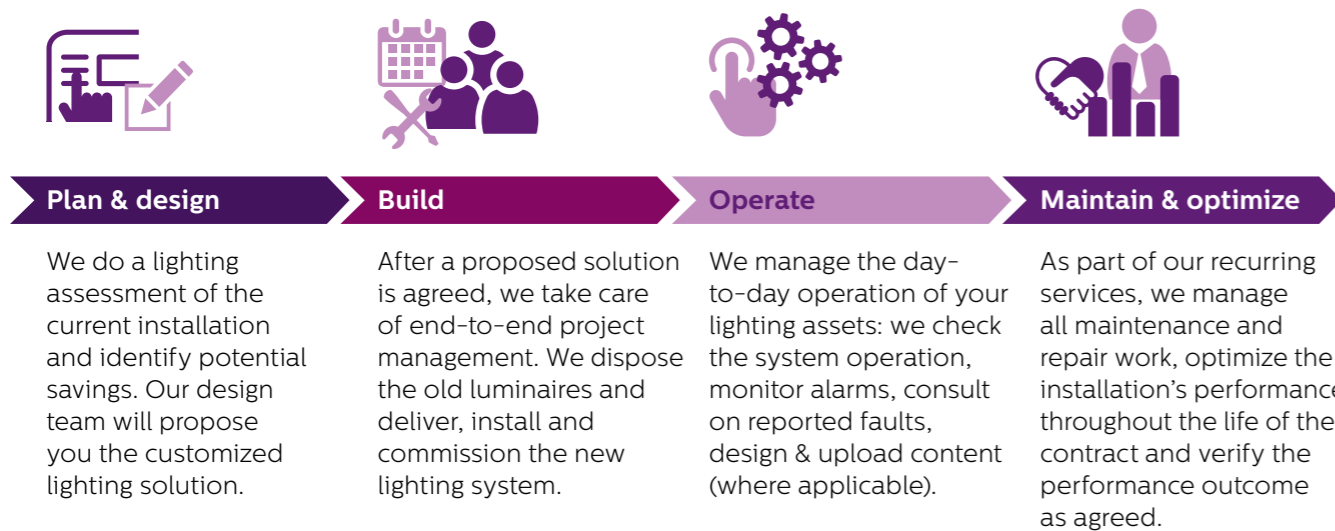 Plan & design
We do a lighting
assessment of the
current installation
and identify potential
savings. Our design
team will propose
you the customized
lighting solution.
Build
After a proposed solution
is agreed, we take care
of end-to-end project
management. We dispose
the old luminaires and
deliver, install and
commission the new
lighting system.
Operate
We manage the day-
to-day operation of your
lighting assets: we check
the system operation,
monitor alarms, consult
on reported faults,
design & upload content
(where applicable).
Maintain & optimize
As part of our recurring
services, we manage
all maintenance and
repair work, optimize the
installation's performance
throughout the life of the
contract and verify the
performance outcome
as agreed.